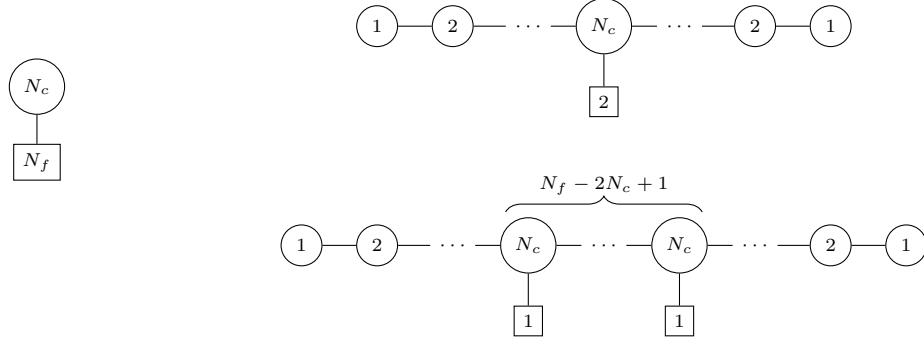 1 2 ⋯ N_c ⋯ 2 1
2
N_c
N_f
N_f − 2N_c + 1
1 2 ⋯ N_c ⋯ N_c ⋯ 2 1
1 1